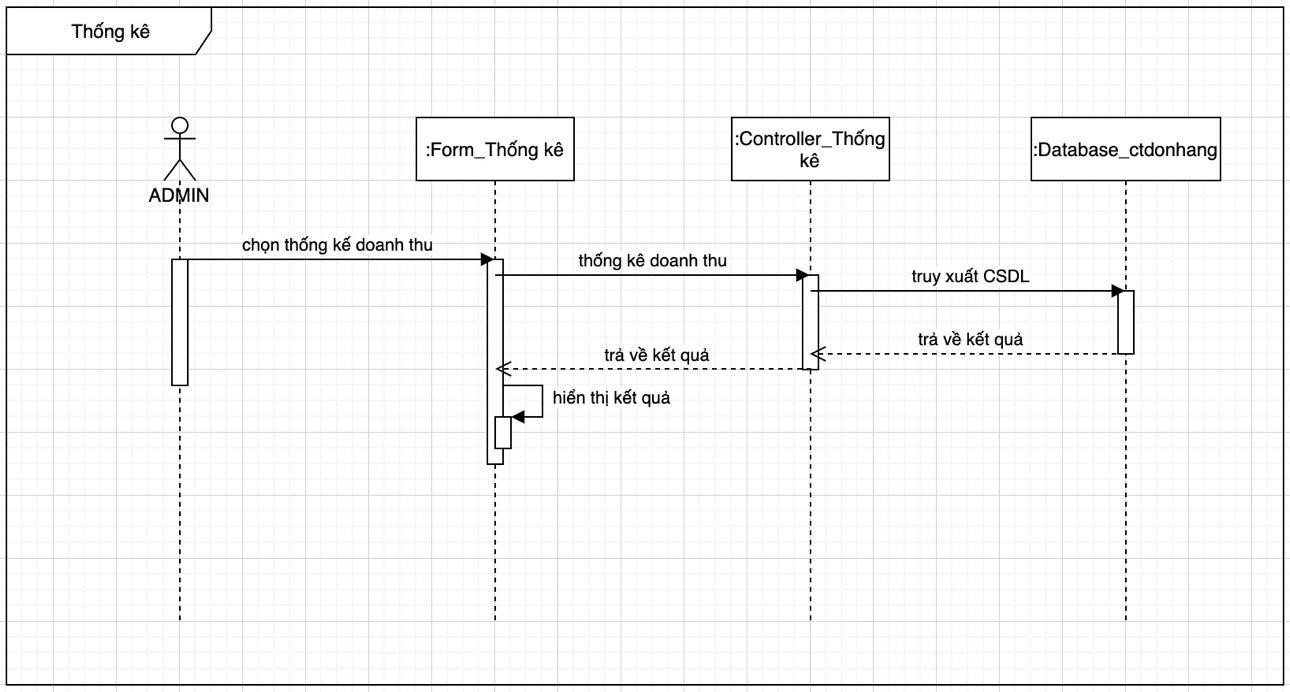 Thống kê
ADMIN
:Form_Thống kê
:Controller_Thống
kê
:Database_ctdonhang
chọn thống kế doanh thu
thống kê doanh thu
truy xuất CSDL
trả về kết quả
trả về kết quả
hiển thị kết quả